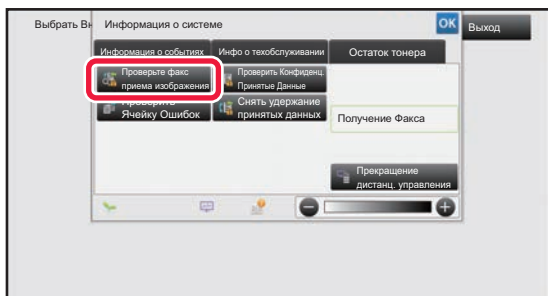 Выбрать Вн
Информация о системе
OK
Выход
Информация о событиях
Инфо о техобслуживании
Остаток тонера
Проверьте факс
приема изображения
Проверить Конфиденц.
Принятые Данные
Проверить
Ячейку Ошибок
Снять удержание
принятых данных
Получение Факса
Прекращение
дистанц. управления